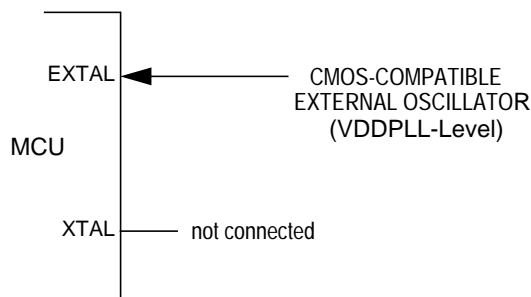 EXTAL
CMOS-COMPATIBLE
EXTERNAL OSCILLATOR
(VDDPLL-Level)
MCU
XTAL
not connected